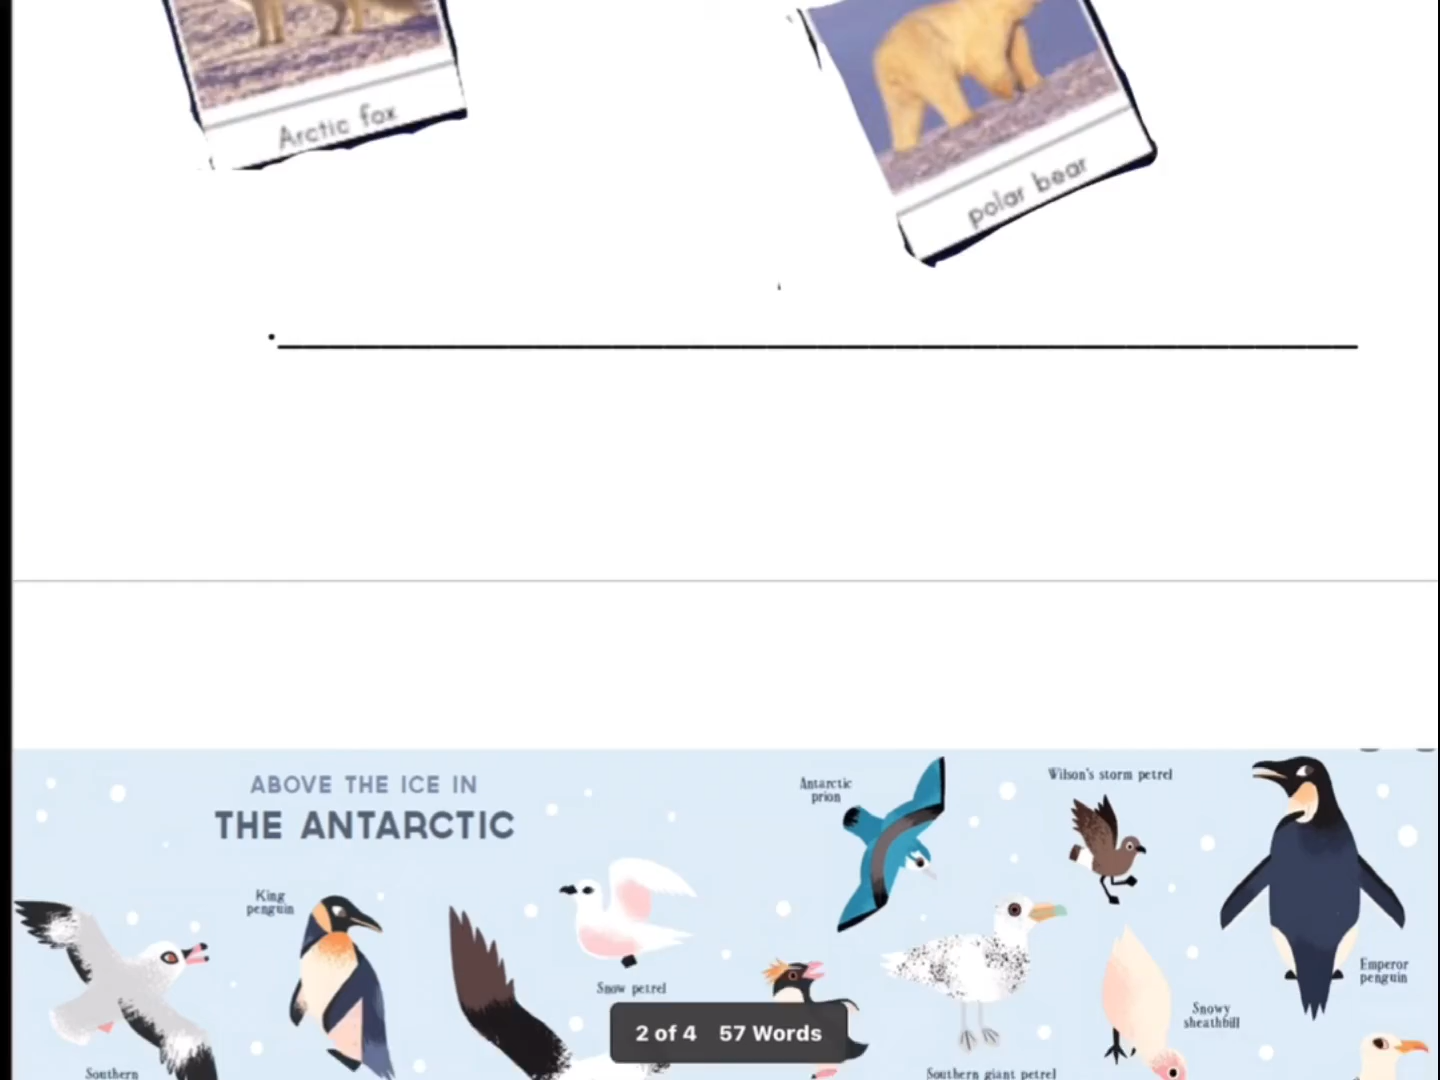 Arctic fox
polar bear
ABOVE THE ICE IN
THE ANTARCTIC
Antarctic
prion
Wilson's storm petrel
King
penguin
Snow petrel
Emperor
penguin
Snowy
sheathbill
2 of 4 57 Words
Southern
Southern giant petrel